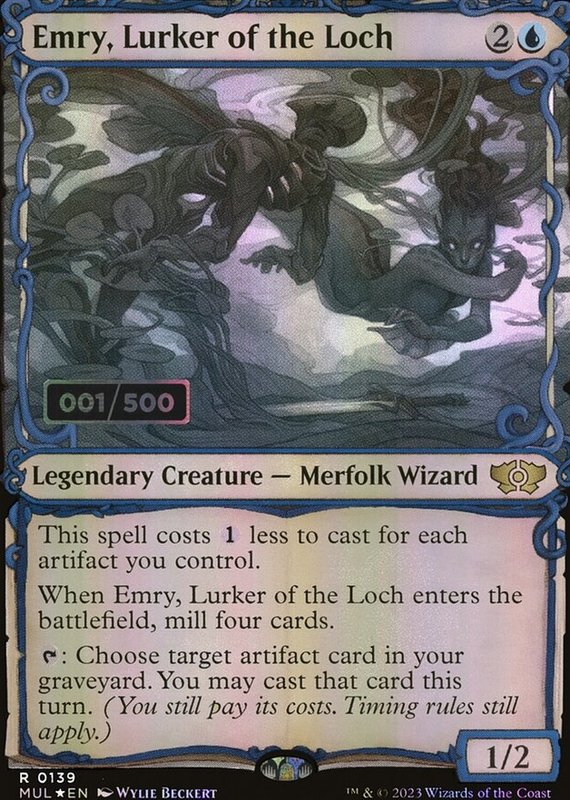 Emry, Lurker of the Loch 2
001/500
Legendary Creature — Merfolk Wizard
This spell costs 1 less to cast for each
artifact you control.
When Emry, Lurker of the Loch enters the
battlefield, mill four cards.
: Choose target artifact card in your
graveyard. You may cast that card this
turn. (You still pay its costs. Timing rules still
apply.)
1/2
R 0139
MUL★EN Wylie Beckert ™ & © 2023 Wizards of the Coast